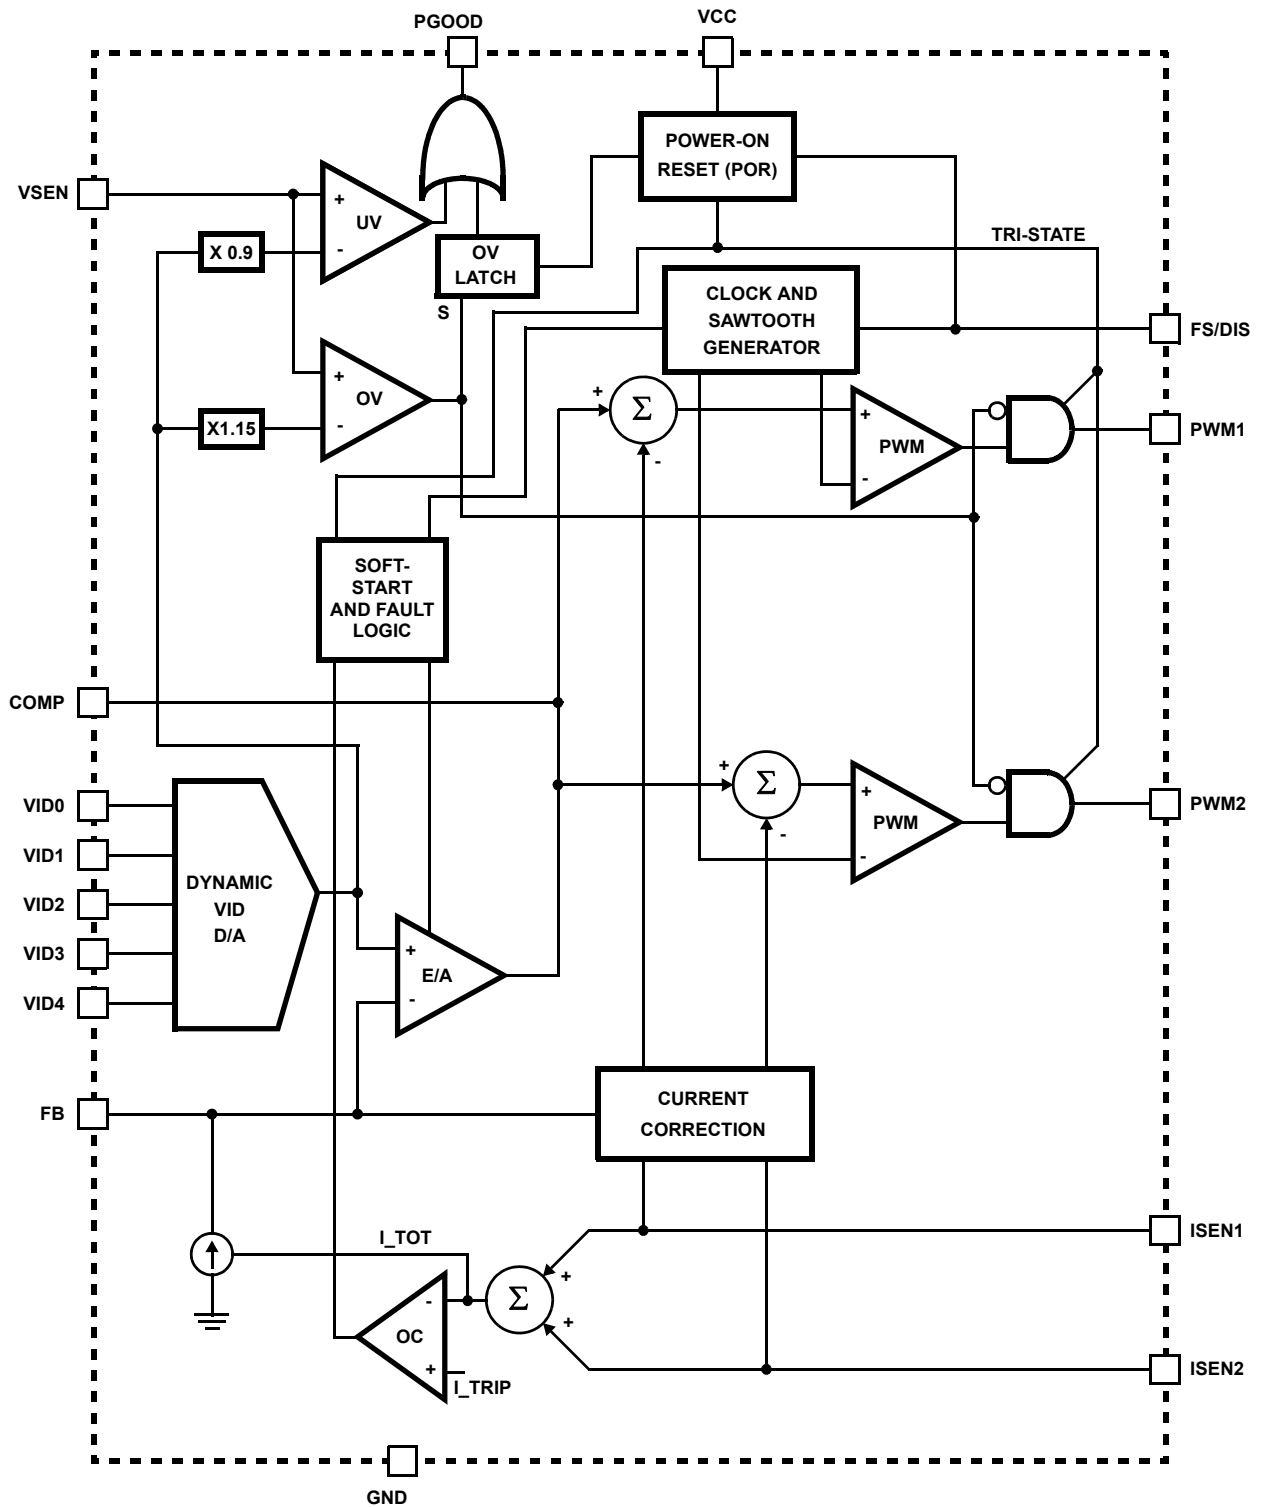 PGOOD
VCC
POWER-ON
RESET (POR)
VSEN
+
UV
-
X 0.9
OV
LATCH
S
TRI-STATE
CLOCK AND
SAWTOOTH
GENERATOR
FS/DIS
+
OV
-
X1.15
+
Σ
-
+
PWM
-
PWM1
SOFT-
START
AND FAULT
LOGIC
COMP
+
Σ
-
+
PWM
-
PWM2
VID0
VID1
VID2
VID3
VID4
DYNAMIC
VID
D/A
+
E/A
-
FB
CURRENT
CORRECTION
ISEN1
I_TOT
+
Σ
+
-
OC
+
I_TRIP
ISEN2
GND